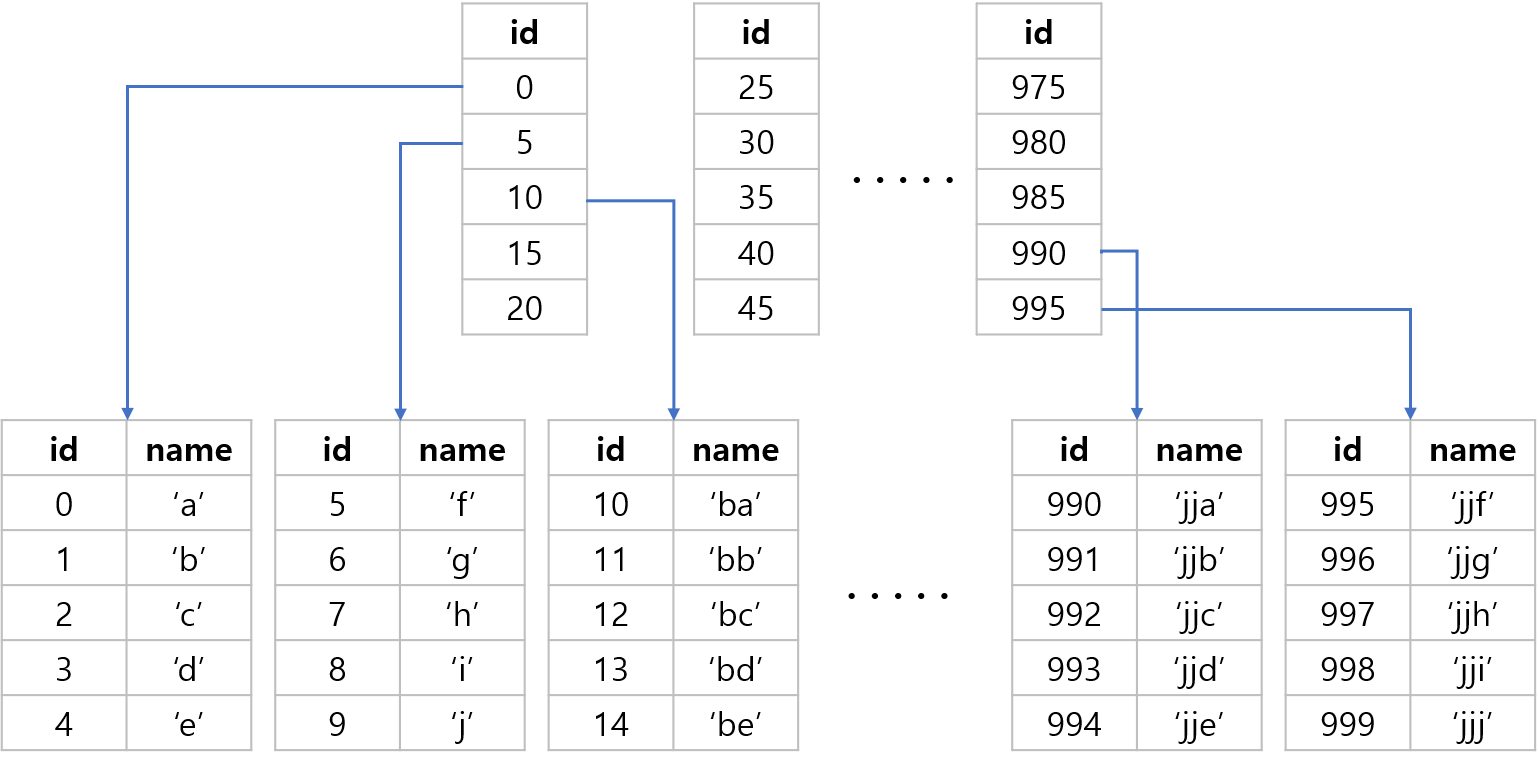 id id id
0 25 975
5 30 980
10 35 985
15 40 990
20 45 995
.....
id name id name id name id name id name
0 ‘a’ 5 ‘f’ 10 ‘ba’ 990 ‘jja’ 995 ‘jjf’
1 ‘b’ 6 ‘g’ 11 ‘bb’ 991 ‘jjb’ 996 ‘jjg’
2 ‘c’ 7 ‘h’ 12 ‘bc’ 992 ‘jjc’ 997 ‘jjh’
3 ‘d’ 8 ‘i’ 13 ‘bd’ 993 ‘jjd’ 998 ‘jji’
4 ‘e’ 9 ‘j’ 14 ‘be’ 994 ‘jje’ 999 ‘jjj’
.....